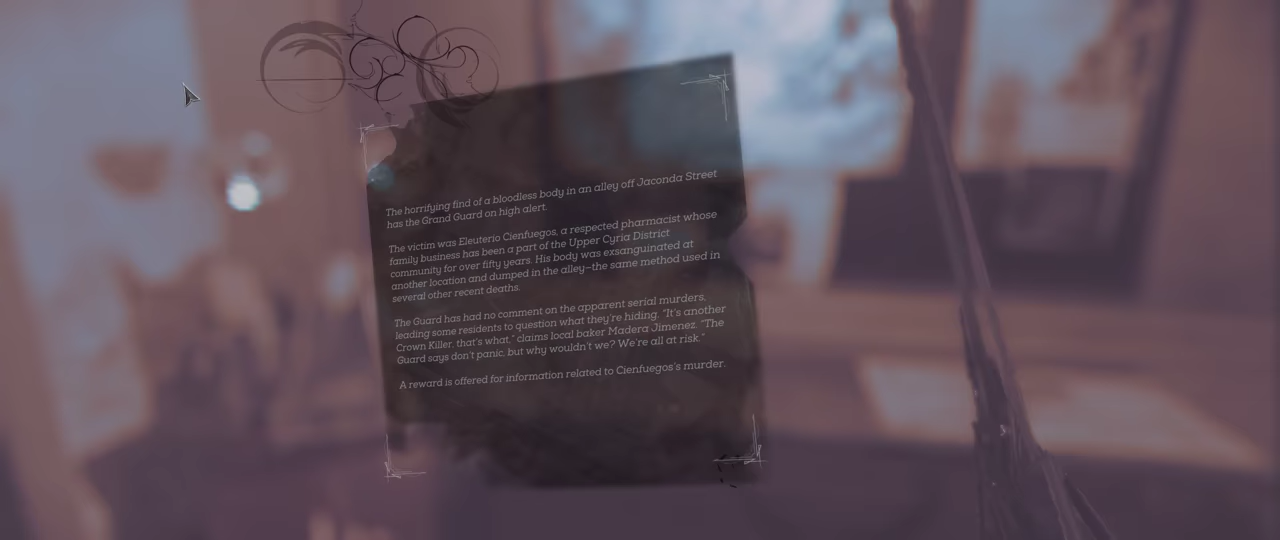 The horrifying find of a bloodless body in an alley off Jaconda Street
has the Grand Guard on high alert.
The victim was Eleuterio Cienfuegos, a respected pharmacist whose
family business has been a part of the Upper Cyria District
community for over fifty years. His body was exsanguinated at
another location and dumped in the alley—the same method used in
several other recent deaths.
The Guard has had no comment on the apparent serial murders,
leading some residents to question what they're hiding. "It's another
Crown Killer, that's what," claims local baker Madera Jimenez. "The
Guard says don't panic, but why wouldn't we? We're all at risk."
A reward is offered for information related to Cienfuegos's murder.